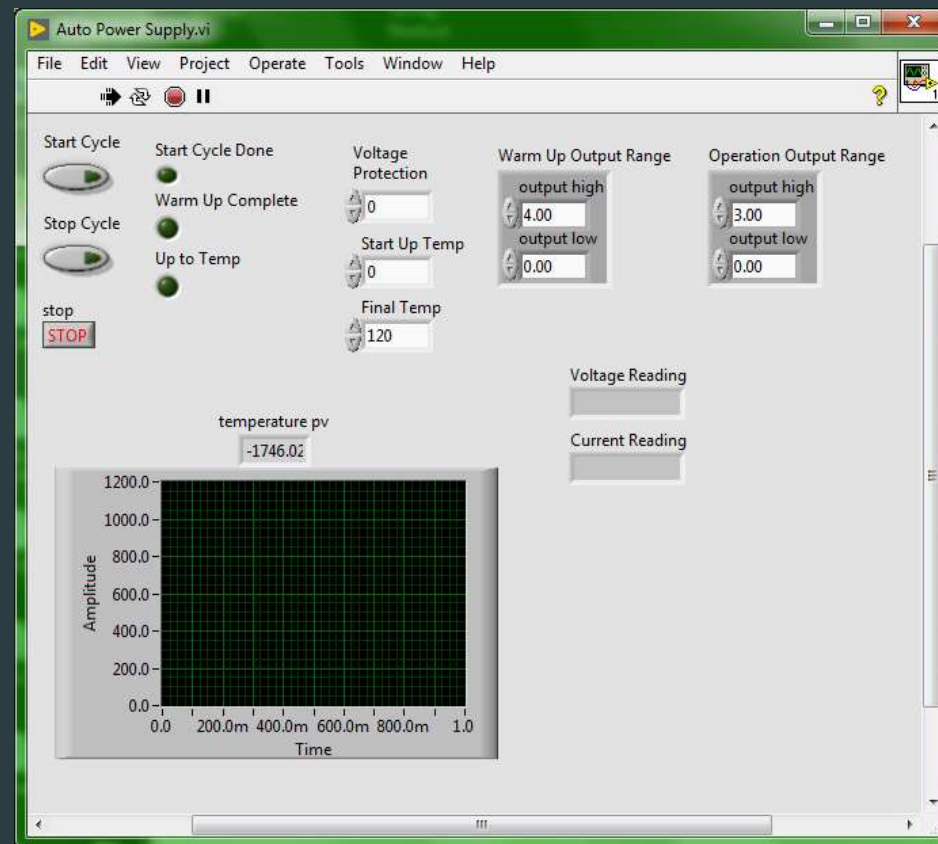 Auto Power Supply.vi
File Edit View Project Operate Tools Window Help
1
Start Cycle
Stop Cycle
stop
STOP
Start Cycle Done
Warm Up Complete
Up to Temp
Voltage
Protection
0
Start Up Temp
0
Final Temp
120
Warm Up Output Range
output high
4.00
output low
0.00
Operation Output Range
output high
3.00
output low
0.00
Voltage Reading
Current Reading
temperature pv
-1746.02
Amplitude
1200.0
1000.0
800.0
600.0
400.0
200.0
0.0
0.0 200.0m 400.0m 600.0m 800.0m 1.0
Time